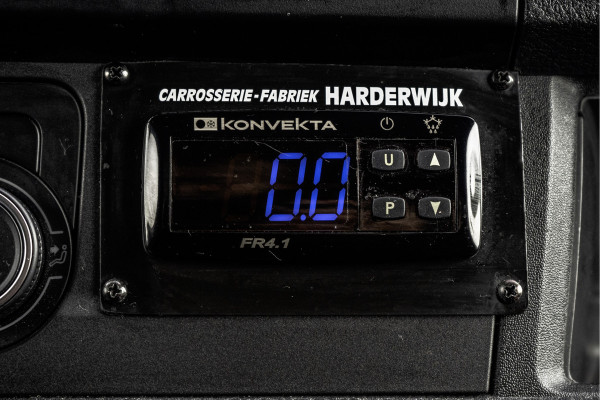 CARROSSERIE-FABRIEK HARDERWIJK
KONVEKTA
0.0
U
P
FR4.1